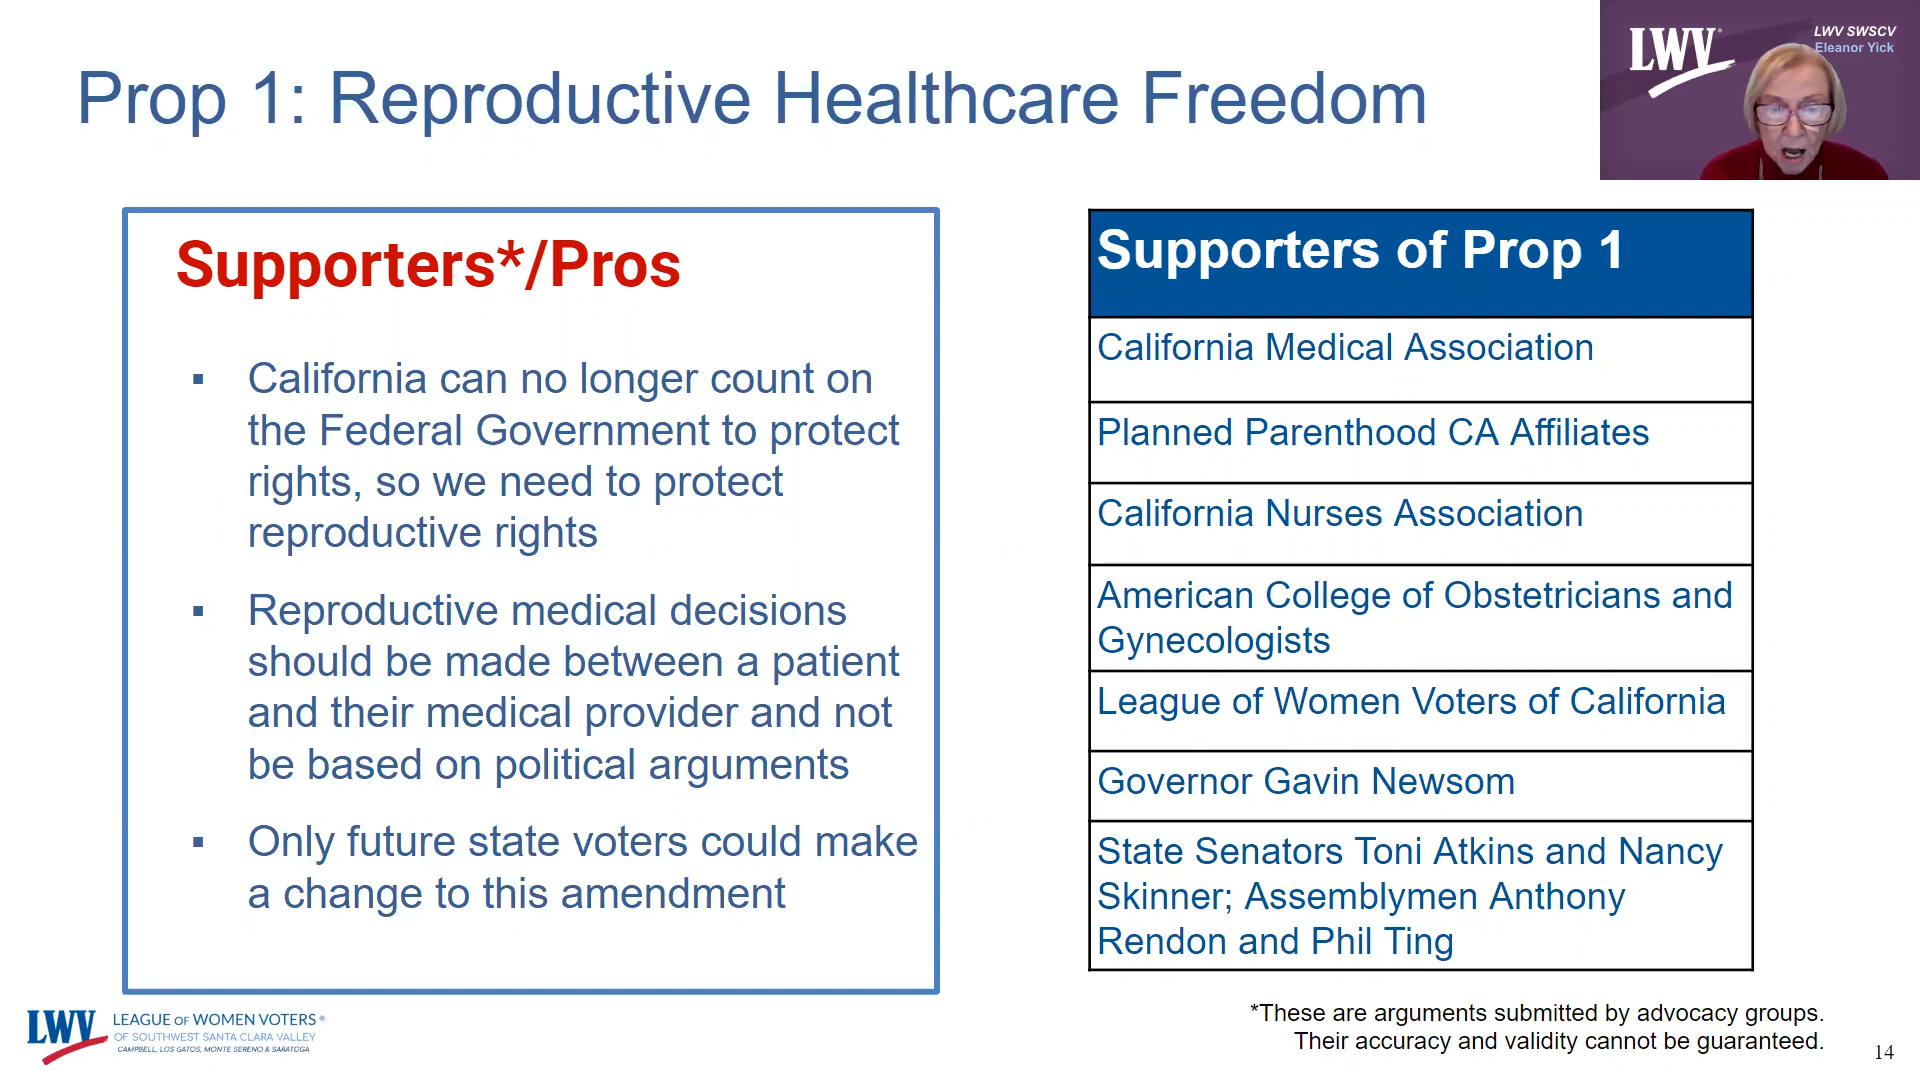 Prop 1: Reproductive Healthcare Freedom
LWV®
LWV SWSCV
Eleanor Yick
Supporters*/Pros
▪ California can no longer count on
the Federal Government to protect
rights, so we need to protect
reproductive rights
▪ Reproductive medical decisions
should be made between a patient
and their medical provider and not
be based on political arguments
▪ Only future state voters could make
a change to this amendment
Supporters of Prop 1
California Medical Association
Planned Parenthood CA Affiliates
California Nurses Association
American College of Obstetricians and
Gynecologists
League of Women Voters of California
Governor Gavin Newsom
State Senators Toni Atkins and Nancy
Skinner; Assemblymen Anthony
Rendon and Phil Ting
LWV
LEAGUE OF WOMEN VOTERS®
OF SOUTHWEST SANTA CLARA VALLEY
CAMPBELL, LOS GATOS, MONTE SERENO & SARATOGA
*These are arguments submitted by advocacy groups.
Their accuracy and validity cannot be guaranteed.
14